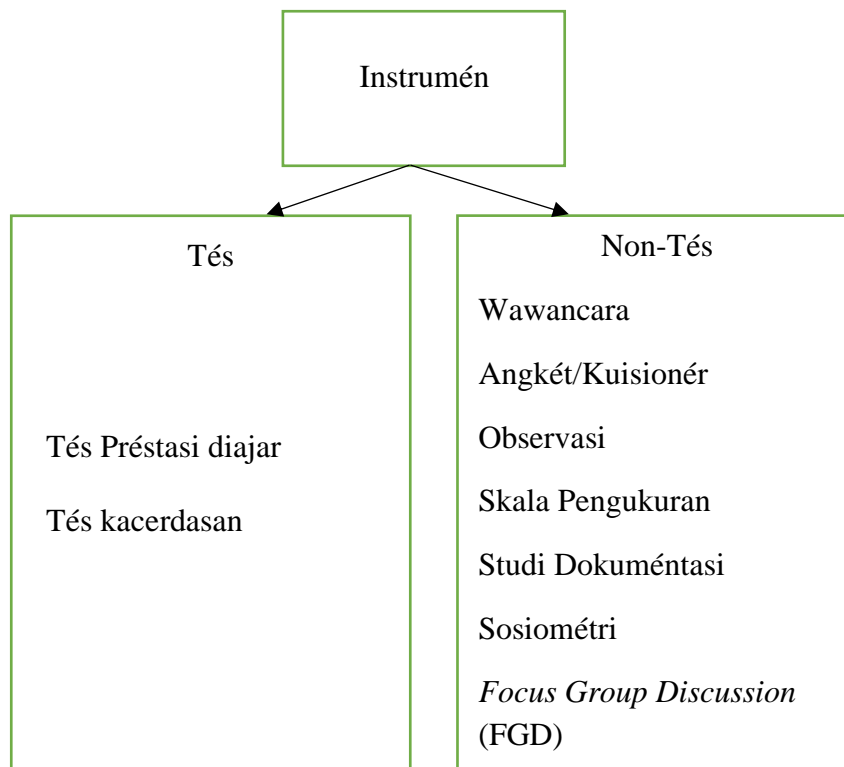 Instrumén
Tés
Tés Préstasi diajar
Tés kacerdasan
Non-Tés
Wawancara
Angkét/Kuisionér
Observasi
Skala Pengukuran
Studi Dokuméntasi
Sosiométri
Focus Group Discussion
(FGD)